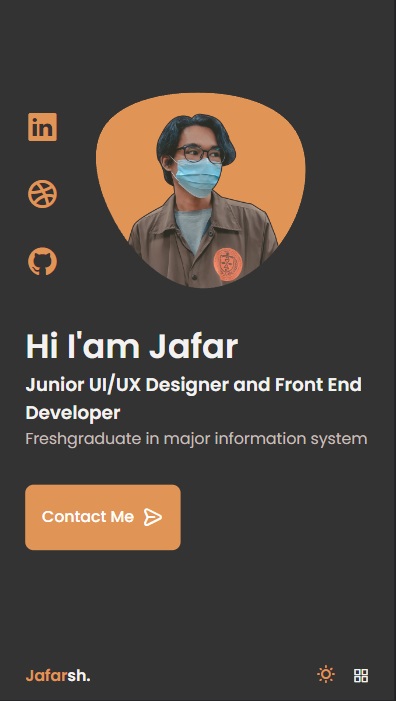 in
Hi I'am Jafar
Junior UI/UX Designer and Front End
Developer
Freshgraduate in major information system
Contact Me
Jafarsh.